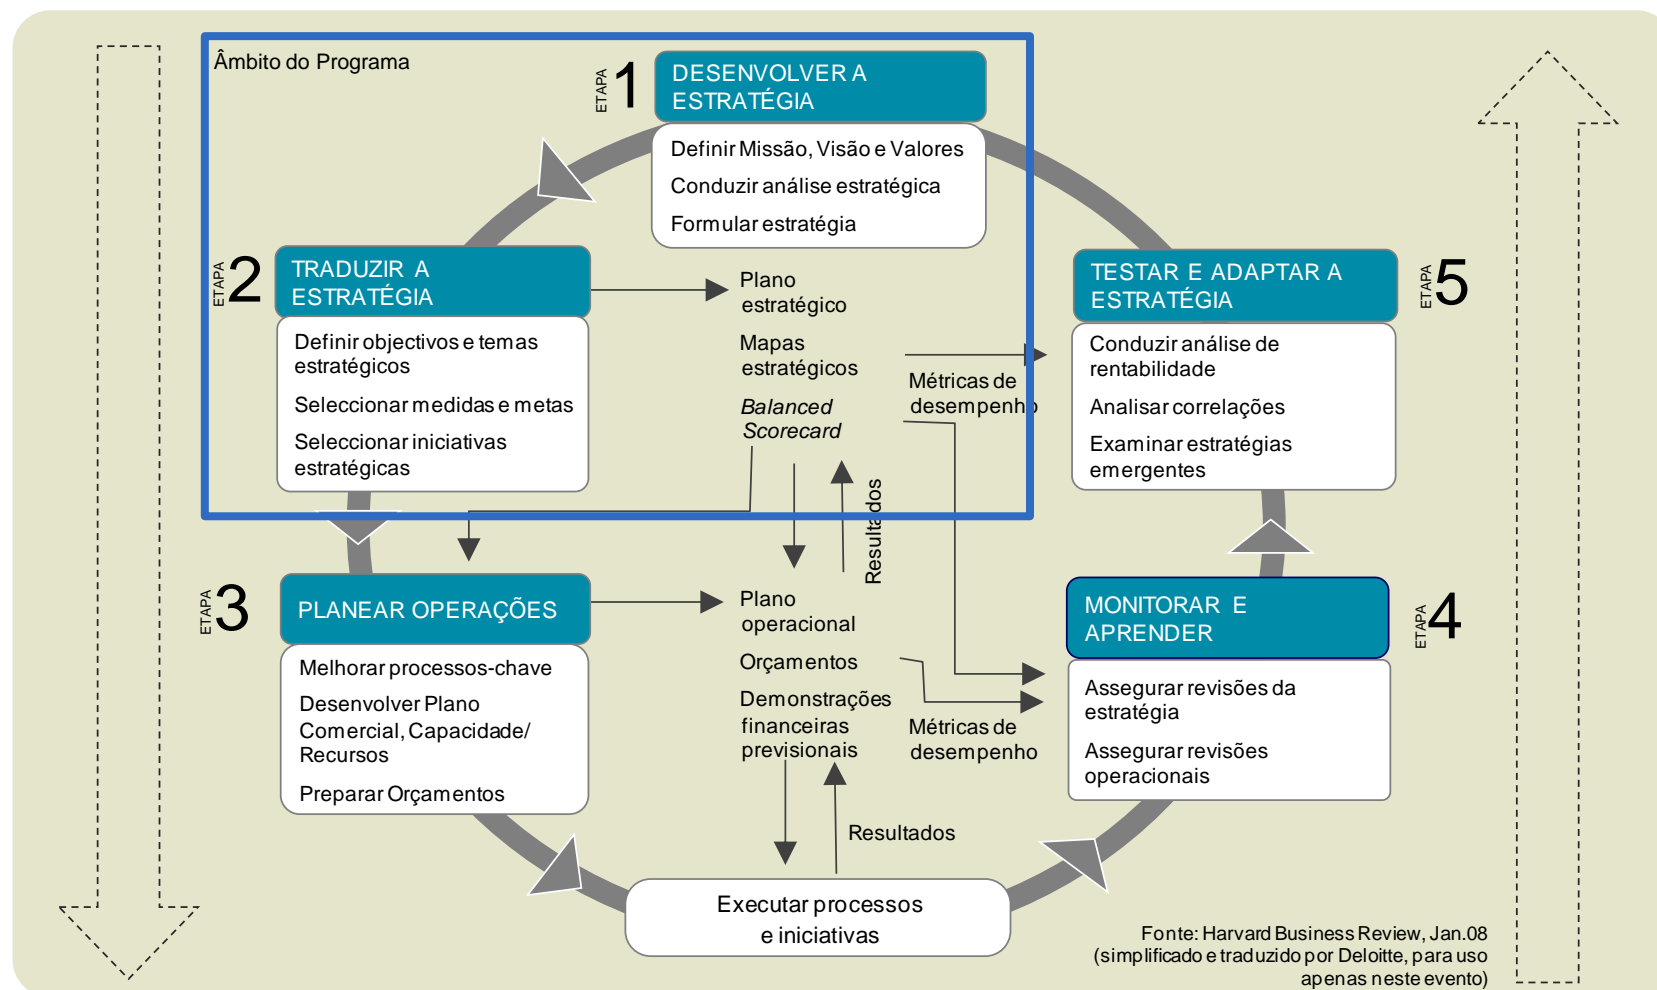 Âmbito do Programa
ETAPA 1
DESENVOLVER A
ESTRATÉGIA
Definir Missão, Visão e Valores
Conduzir análise estratégica
Formular estratégia
ETAPA 2
TRADUZIR A
ESTRATÉGIA
Definir objectivos e temas
estratégicos
Seleccionar medidas e metas
Seleccionar iniciativas
estratégicas
Plano
estratégico
Mapas
estratégicos
Balanced
Scorecard
Métricas de
desempenho
Resultados
ETAPA 5
TESTAR E ADAPTAR A
ESTRATÉGIA
Conduzir análise de
rentabilidade
Analisar correlações
Examinar estratégias
emergentes
ETAPA 3
PLANEAR OPERAÇÕES
Melhorar processos-chave
Desenvolver Plano
Comercial, Capacidade/
Recursos
Preparar Orçamentos
Plano
operacional
Orçamentos
Demonstrações
financeiras
previsionais
Métricas de
desempenho
Resultados
ETAPA 4
MONITORAR E
APRENDER
Assegurar revisões da
estratégia
Assegurar revisões
operacionais
Executar processos
e iniciativas
Fonte: Harvard Business Review, Jan.08
(simplificado e traduzido por Deloitte, para uso
apenas neste evento)